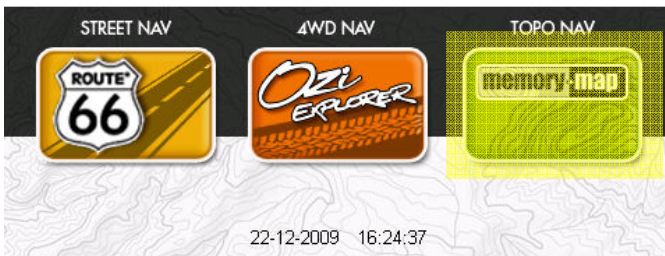 STREET NAV
4WD NAV
TOPO NAV
ROUTE
66
Ozi
EXPLORER
memory-map
22-12-2009 16:24:37